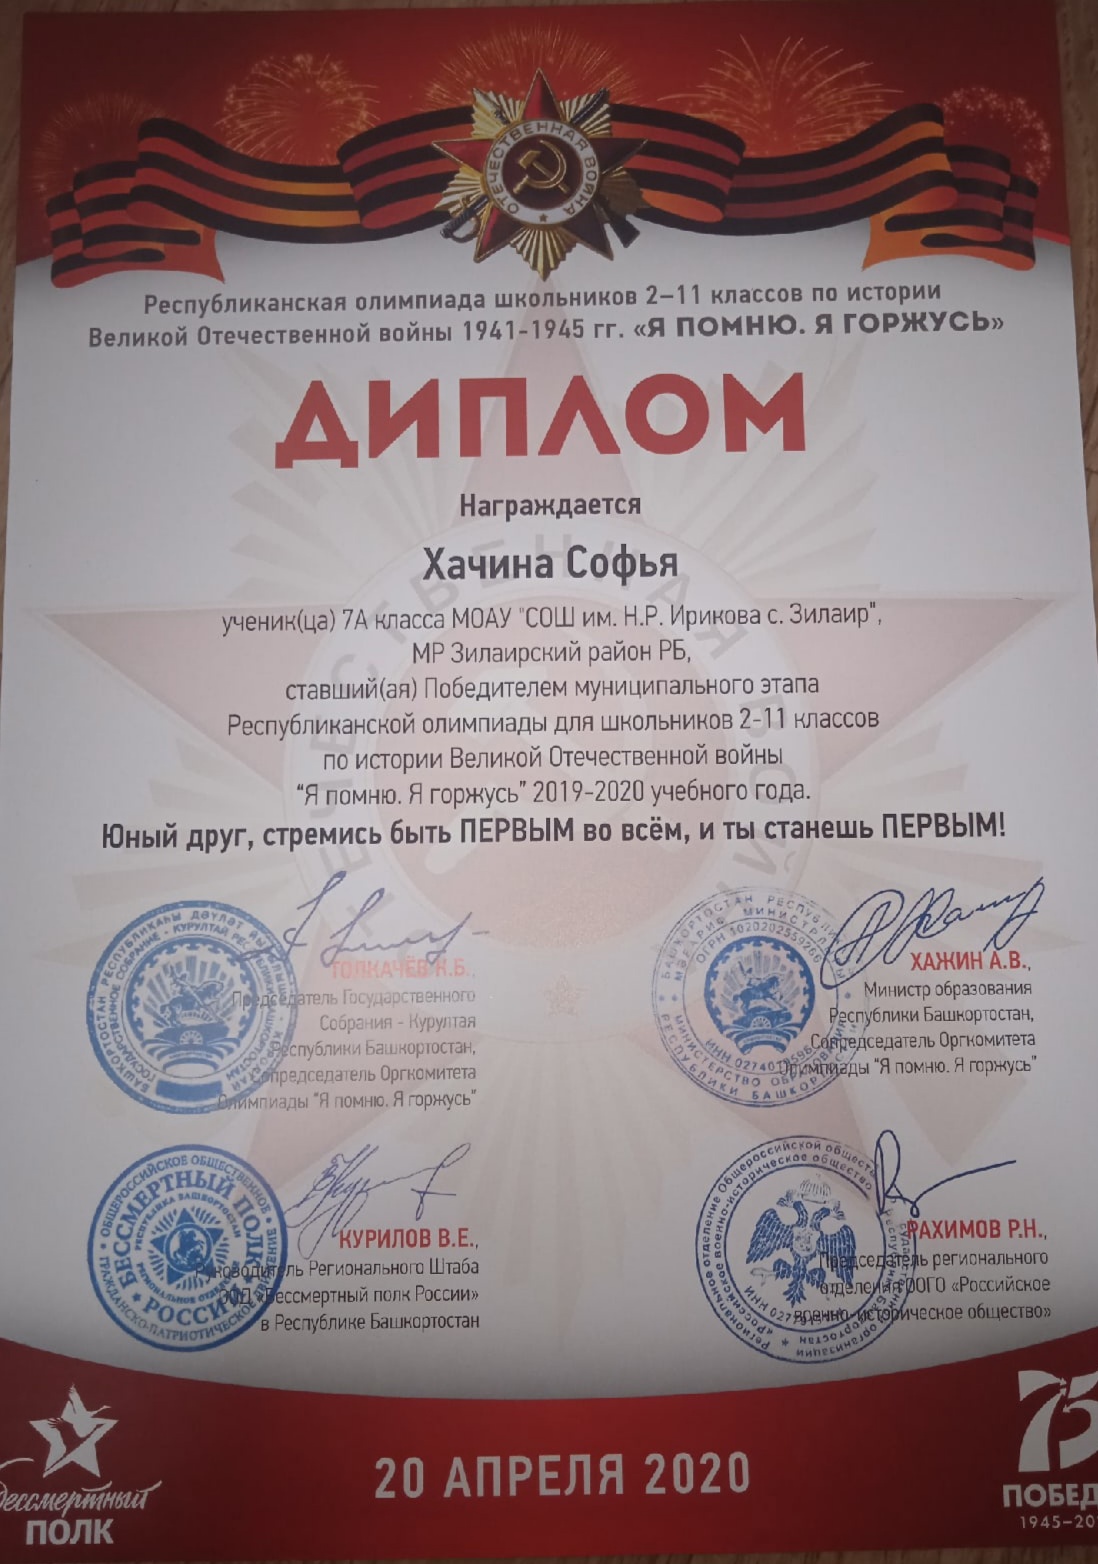 ОТЕЧЕСТВЕННАЯ ВОЙНА
Республиканская олимпиада школьников 2–11 классов по истории
Великой Отечественной войны 1941-1945 гг. «Я ПОМНЮ. Я ГОРЖУСЬ»
ДИПЛОМ
Награждается
Хачина Софья
ученик(ца) 7А класса МОАУ "СОШ им. Н.Р. Ирикова с. Зилаир",
МР Зилаирский район РБ,
ставший(ая) Победителем муниципального этапа
Республиканской олимпиады для школьников 2-11 классов
по истории Великой Отечественной войны
“Я помню. Я горжусь” 2019-2020 учебного года.
Юный друг, стремись быть ПЕРВЫМ во всём, и ты станешь ПЕРВЫМ!
ТОЛКАЧЁВ К.Б.,
Председатель Государственного
Собрания - Курултая
Республики Башкортостан,
Сопредседатель Оргкомитета
Олимпиады “Я помню. Я горжусь”
ХАЖИН А.В.,
Министр образования
Республики Башкортостан,
Сопредседатель Оргкомитета
Олимпиады “Я помню. Я горжусь”
БЕССМЕРТНЫЙ ПОЛК
РОССИИ
КУРИЛОВ В.Е.,
Руководитель Регионального Штаба
ООД «Бессмертный полк России»
в Республике Башкортостан
РАХИМОВ Р.Н.,
Председатель регионального
отделения РООГО «Российское
военно-историческое общество»
Бессмертный
ПОЛК
20 АПРЕЛЯ 2020
75
ПОБЕД
1945–20